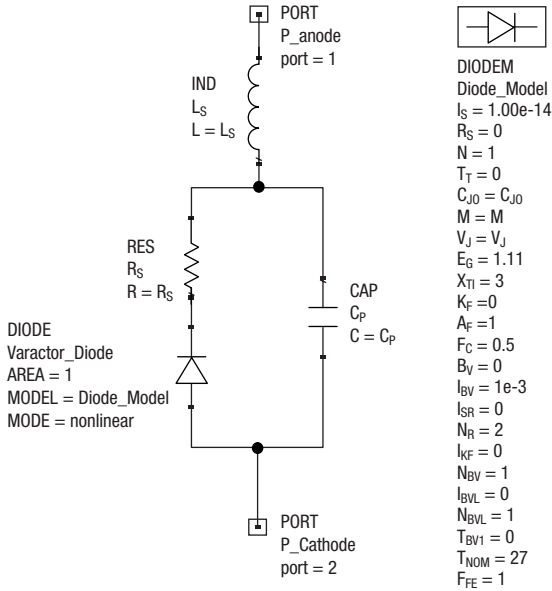 PORT
P_anode
port = 1
IND
LS
L = LS
RES
RS
R = RS
CAP
CP
C = CP
DIODE
Varactor_Diode
AREA = 1
MODEL = Diode_Model
MODE = nonlinear
PORT
P_Cathode
port = 2
DIODEM
Diode_Model
IS = 1.00e-14
RS = 0
N = 1
TT = 0
CJO = CJO
M = M
VJ = VJ
EG = 1.11
XTI = 3
KF =0
AF =1
FC = 0.5
BV = 0
IBV = 1e-3
ISR = 0
NR = 2
IKF = 0
NBV = 1
IBVL = 0
NBVL = 1
TBV1 = 0
TNOM = 27
FFE = 1